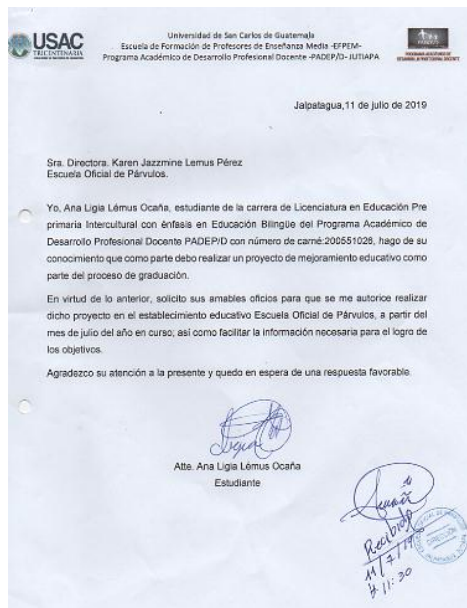 USAC
TRICENTENARIA
Universidad de San Carlos de Guatemala
Escuela de Formación de Profesores de Enseñanza Media -EFPEM-
Programa Académico de Desarrollo Profesional Docente -PADEP/D- JUTIAPA
Jalpatagua,11 de julio de 2019
Sra. Directora. Karen Jazzmine Lemus Pérez
Escuela Oficial de Párvulos.
Yo, Ana Ligia Lémus Ocaña, estudiante de la carrera de Licenciatura en Educación Pre
primaria Intercultural con énfasis en Educación Bilingüe del Programa Académico de
Desarrollo Profesional Docente PADEP/D con número de carné:200551026, hago de su
conocimiento que como parte debo realizar un proyecto de mejoramiento educativo como
parte del proceso de graduación.
En virtud de lo anterior, solicito sus amables oficios para que se me autorice realizar
dicho proyecto en el establecimiento educativo Escuela Oficial de Párvulos, a partir del
mes de julio del año en curso; así como facilitar la información necesaria para el logro de
los objetivos.
Agradezco su atención a la presente y quedo en espera de una respuesta favorable.
Atte. Ana Ligia Lémus Ocaña
Estudiante
Recibido
11/7/19
11:30
DIRECCIÓN